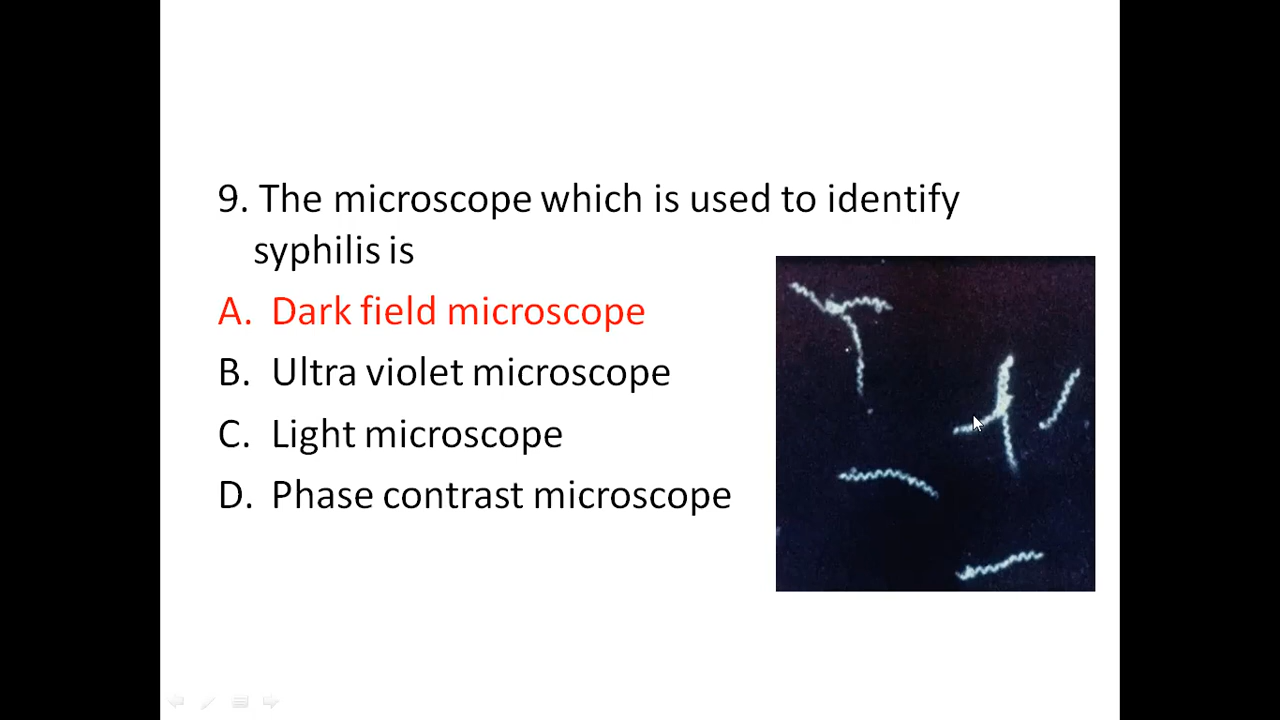 9. The microscope which is used to identify
syphilis is
A. Dark field microscope
B. Ultra violet microscope
C. Light microscope
D. Phase contrast microscope